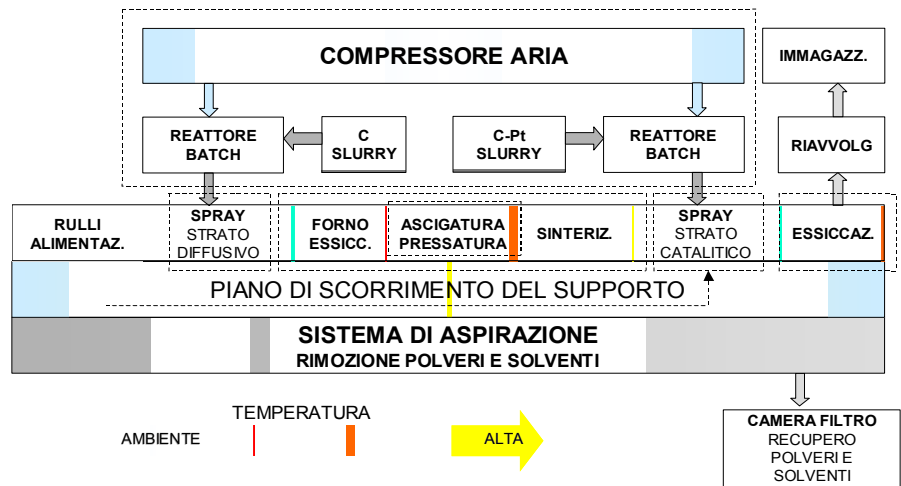 COMPRESSORE ARIA
IMMAGAZZ.
REATTORE
BATCH
C
SLURRY
C-Pt
SLURRY
REATTORE
BATCH
RIAVVOLG
RULLI
ALIMENTAZ.
SPRAY
STRATO
DIFFUSIVO
FORNO
ESSICC.
ASCIGATURA
PRESSATURA
SINTERIZ.
SPRAY
STRATO
CATALITICO
ESSICCAZ.
PIANO DI SCORRIMENTO DEL SUPPORTO
SISTEMA DI ASPIRAZIONE
RIMOZIONE POLVERI E SOLVENTI
TEMPERATURA
AMBIENTE
ALTA
CAMERA FILTRO
RECUPERO
POLVERI E
SOLVENTI